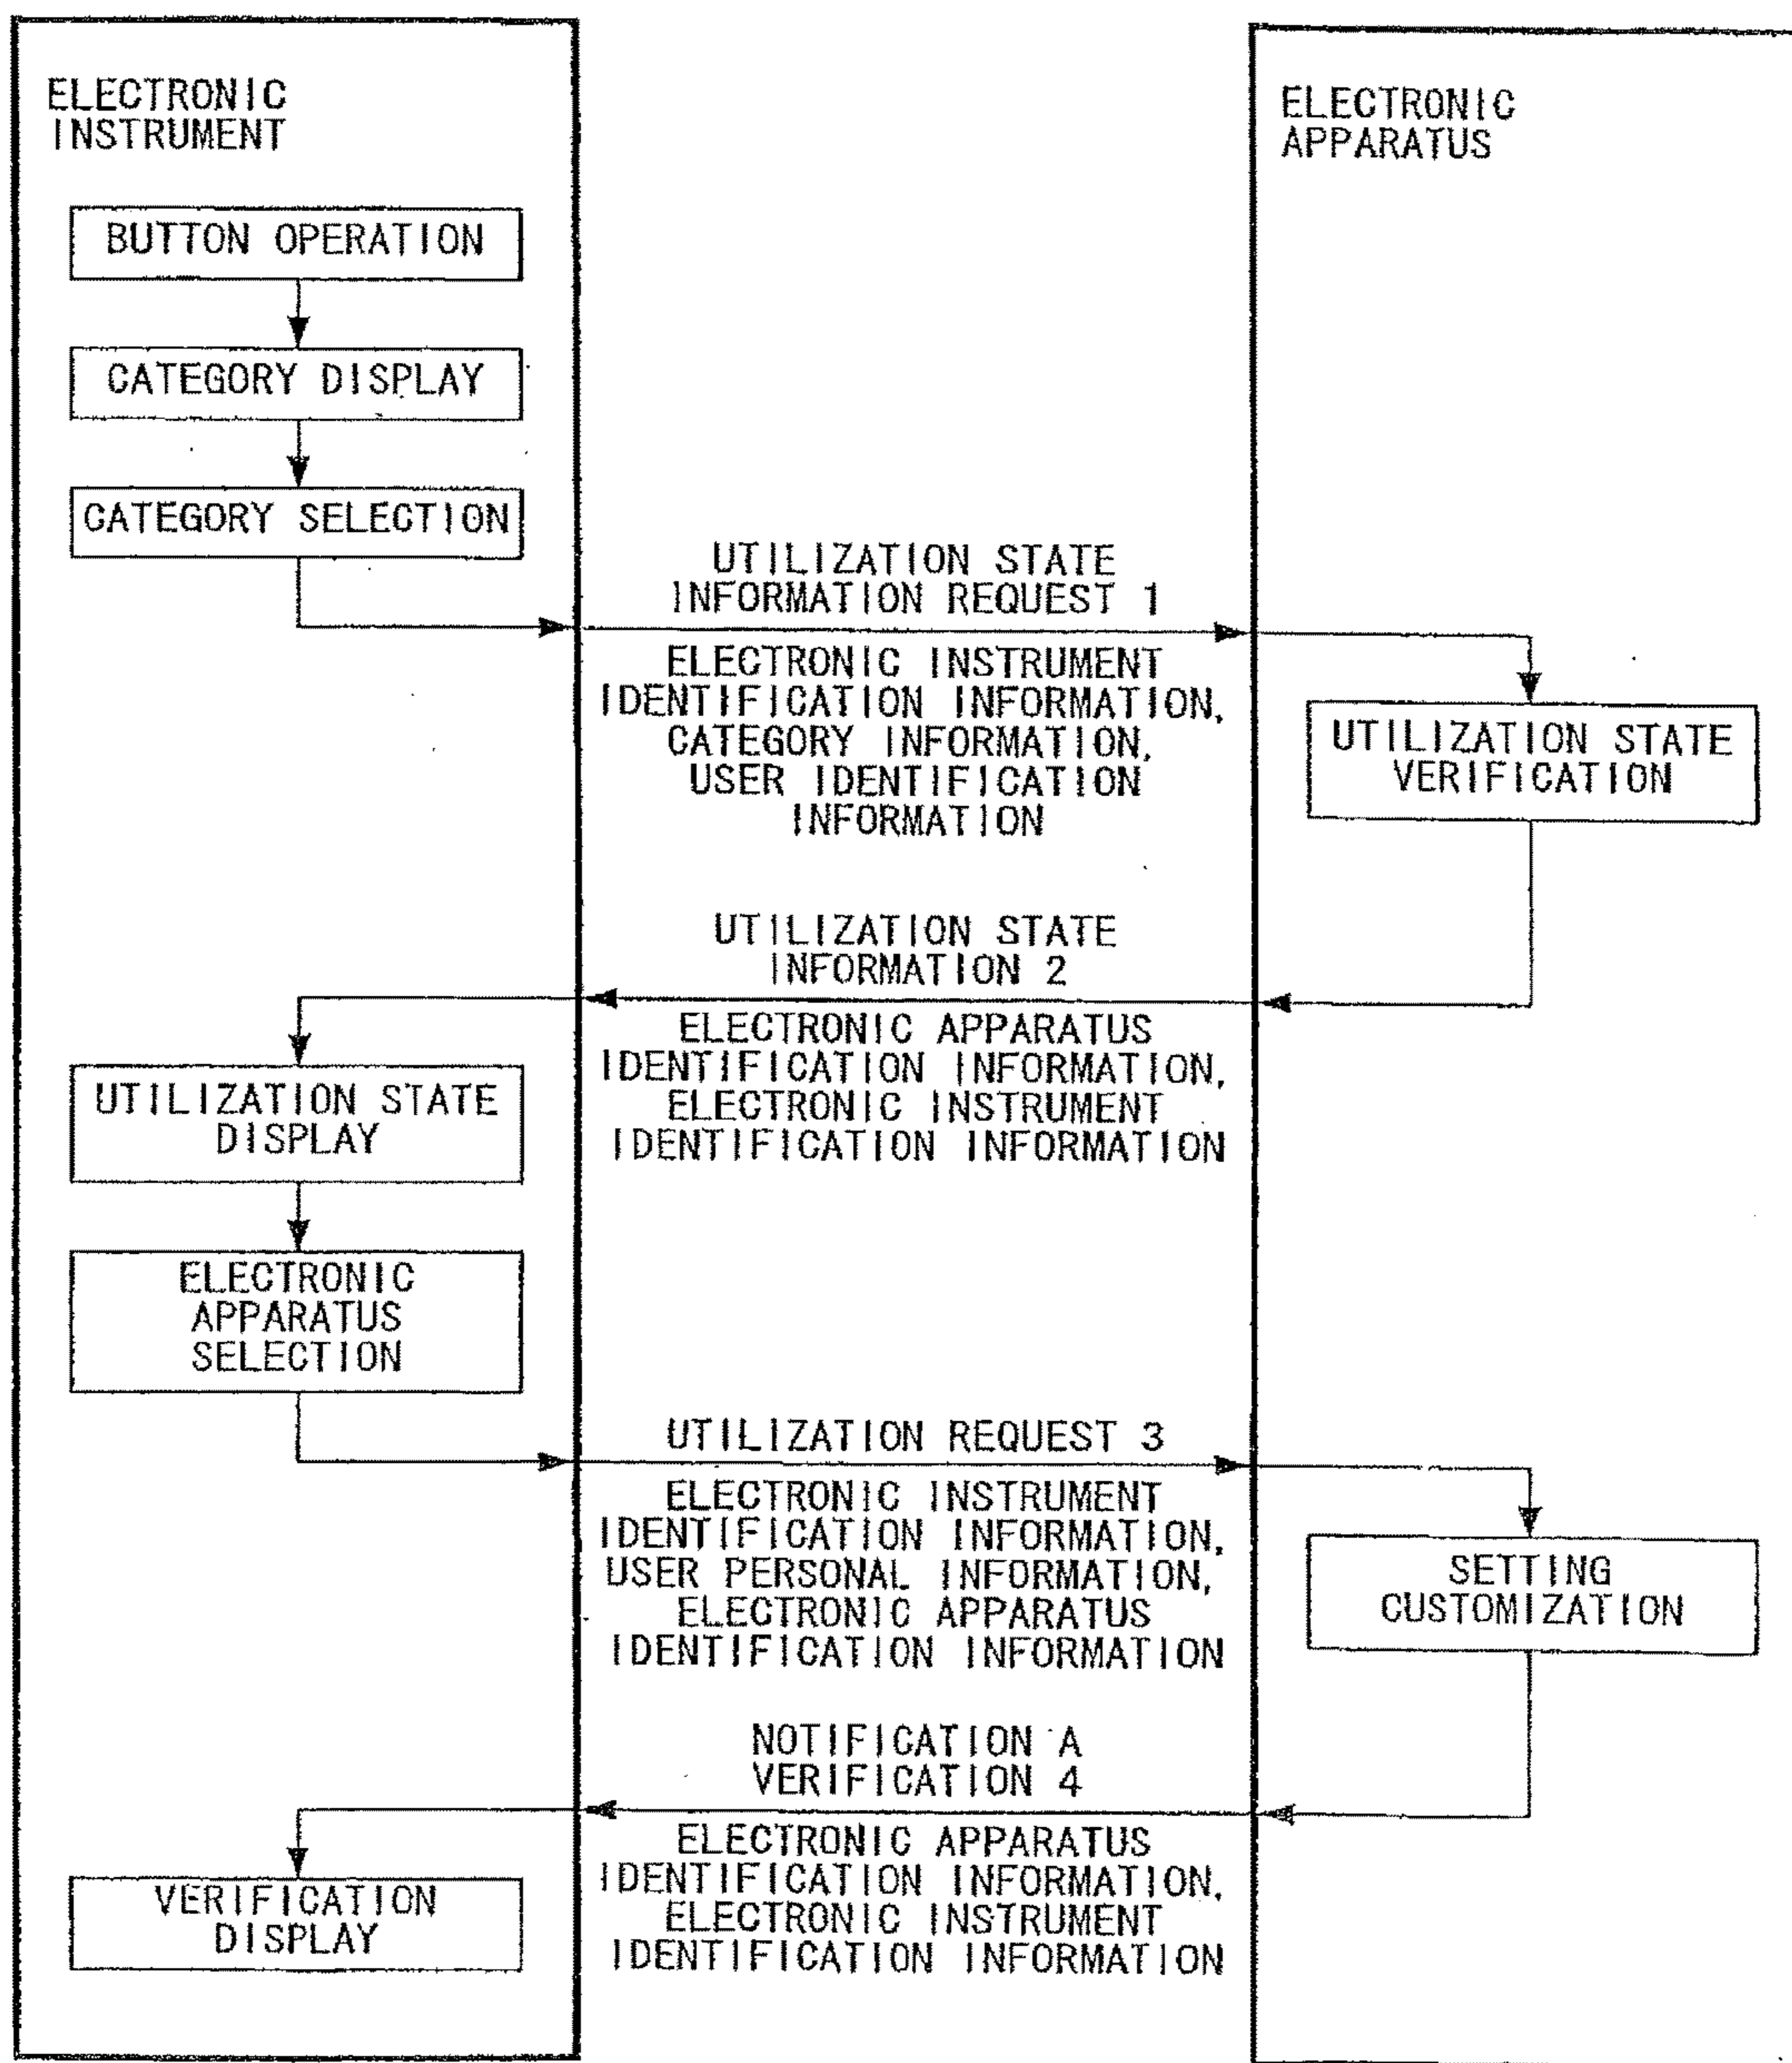 ELECTRONIC
INSTRUMENT
ELECTRONIC
APPARATUS
BUTTON OPERATION
CATEGORY DISPLAY
CATEGORY SELECTION
UTILIZATION STATE
INFORMATION REQUEST 1
ELECTRONIC INSTRUMENT
IDENTIFICATION INFORMATION,
CATEGORY INFORMATION,
USER IDENTIFICATION
INFORMATION
UTILIZATION STATE
VERIFICATION
UTILIZATION STATE
INFORMATION 2
ELECTRONIC APPARATUS
IDENTIFICATION INFORMATION,
ELECTRONIC INSTRUMENT
IDENTIFICATION INFORMATION
UTILIZATION STATE
DISPLAY
ELECTRONIC
APPARATUS
SELECTION
UTILIZATION REQUEST 3
ELECTRONIC INSTRUMENT
IDENTIFICATION INFORMATION,
USER PERSONAL INFORMATION,
ELECTRONIC APPARATUS
IDENTIFICATION INFORMATION
SETTING
CUSTOMIZATION
NOTIFICATION A
VERIFICATION 4
ELECTRONIC APPARATUS
IDENTIFICATION INFORMATION,
ELECTRONIC INSTRUMENT
IDENTIFICATION INFORMATION
VERIFICATION
DISPLAY